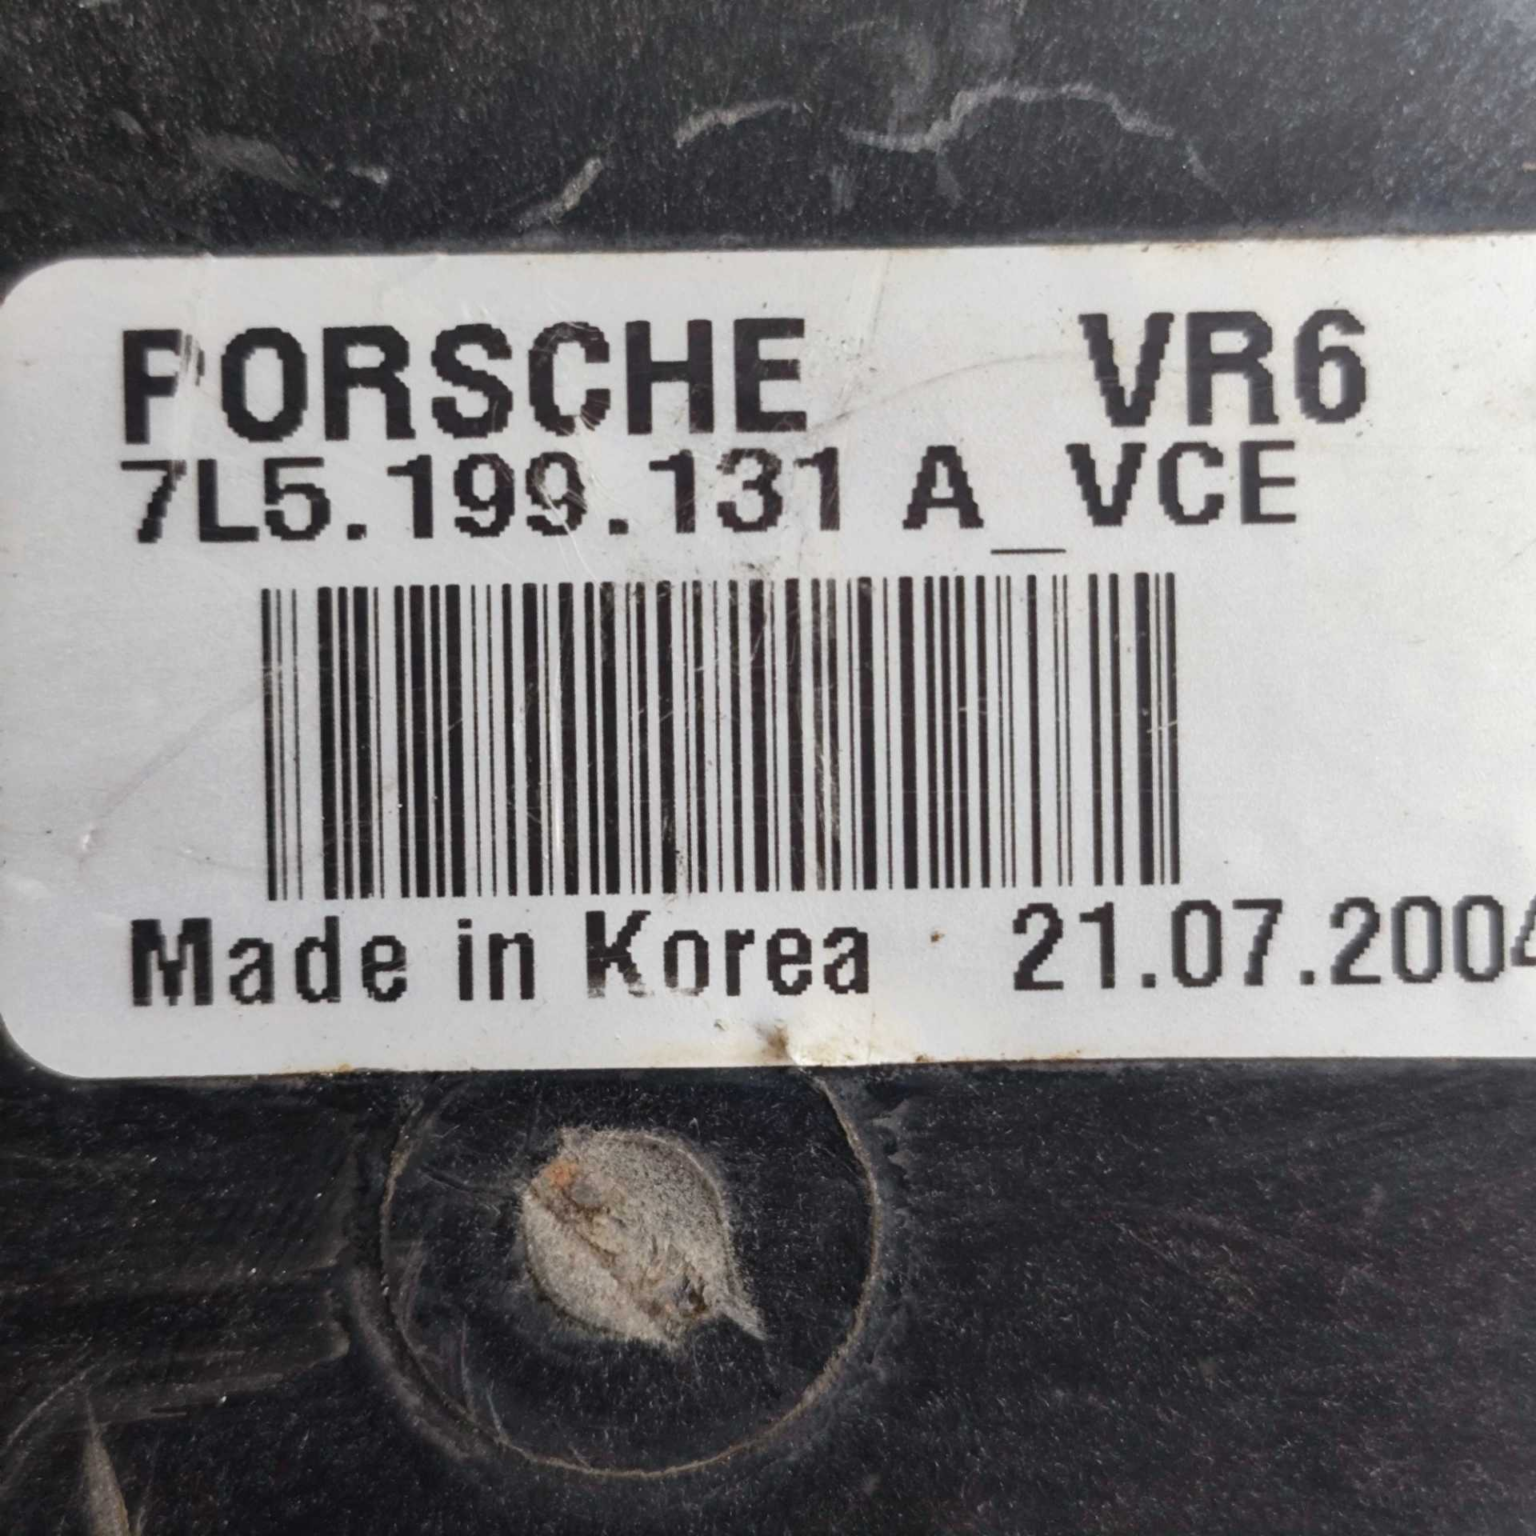 PORSCHE VR6
7L5.199.131 A_VCE
Made in Korea 21.07.2004